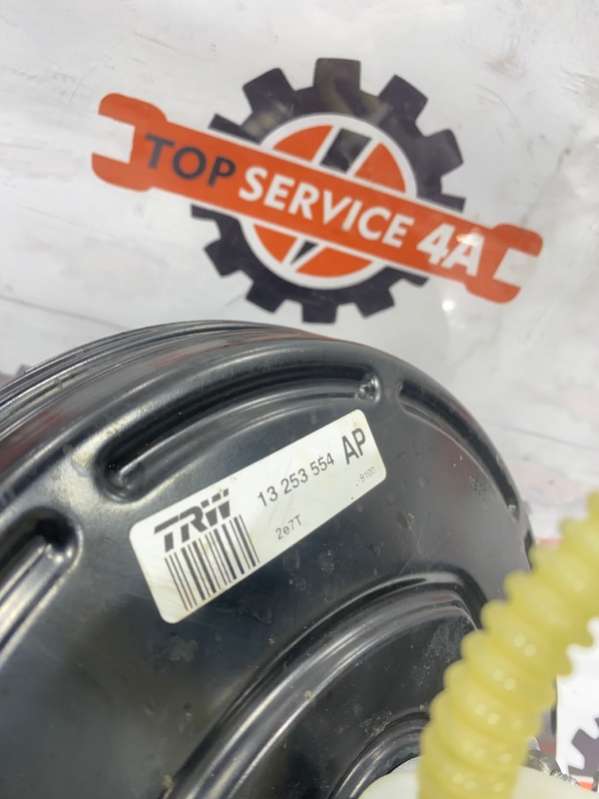 TOP SERVICE 4A
13 253 554 AP
TRW
2e7T